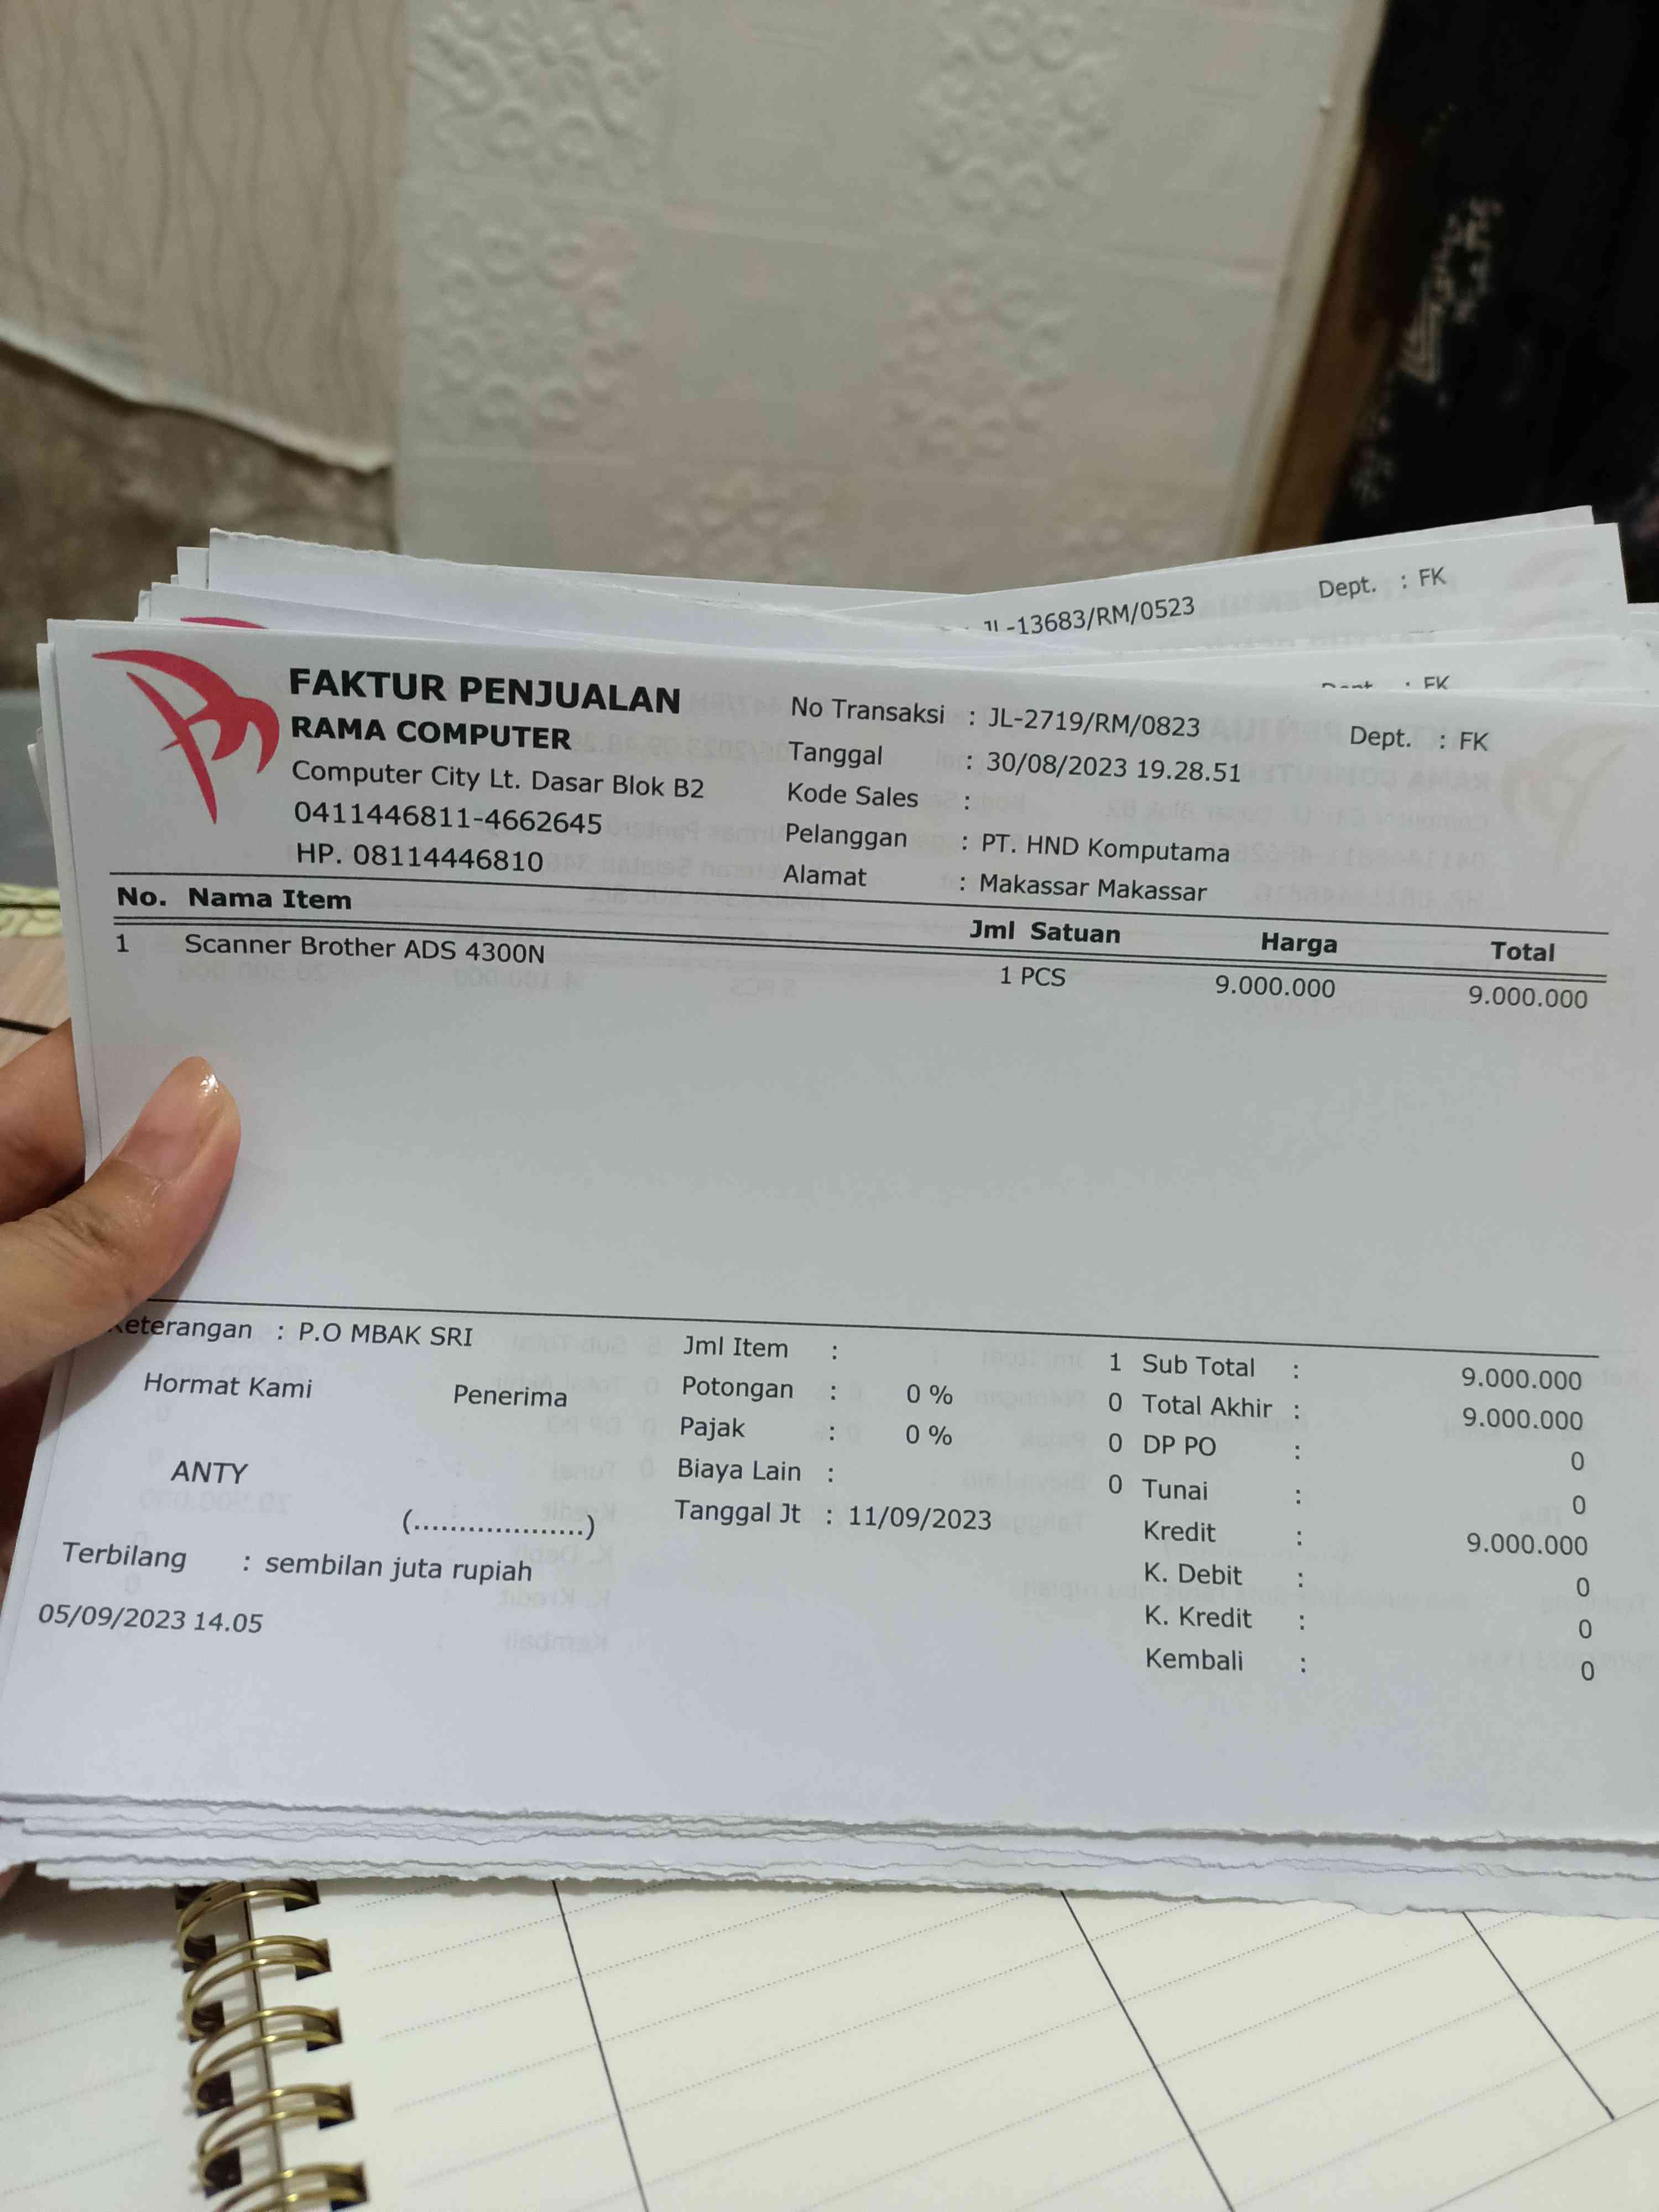 Dept. : FK
-13683/RM/0523
: FK
FAKTUR PENJUALAN
RAMA COMPUTER
Computer City Lt. Dasar Blok B2
0411446811-4662645
HP. 08114446810
No Transaksi : JL-2719/RM/0823
Dept. : FK
Tanggal : 30/08/2023 19.28.51
Kode Sales :
Pelanggan : PT. HND Komputama
Alamat : Makassar Makassar
No. Nama Item Jml Satuan Harga Total
1 Scanner Brother ADS 4300N 1 PCS 9.000.000 9.000.000
Keterangan : P.O MBAK SRI
Hormat Kami Penerima
ANTY
(...................)
Terbilang : sembilan juta rupiah
05/09/2023 14.05
Jml Item : 1
Potongan : 0 % 0
Pajak : 0 % 0
Biaya Lain : 0
Tanggal Jt : 11/09/2023
Sub Total : 9.000.000
Total Akhir : 9.000.000
DP PO : 0
Tunai : 0
Kredit : 9.000.000
K. Debit : 0
K. Kredit : 0
Kembali : 0